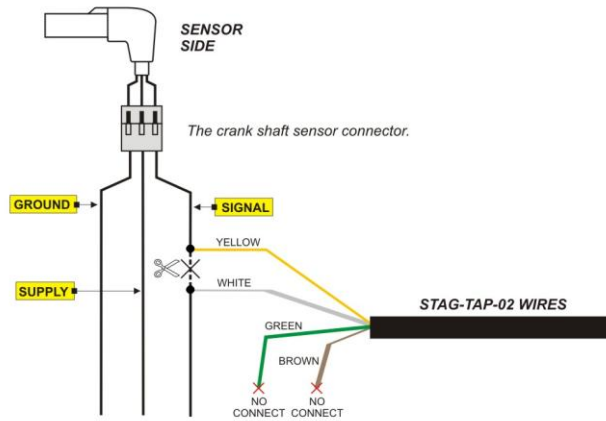 SENSOR
SIDE
The crank shaft sensor connector.
GROUND
SIGNAL
YELLOW
SUPPLY
WHITE
STAG-TAP-02 WIRES
GREEN
BROWN
NO
CONNECT
NO
CONNECT